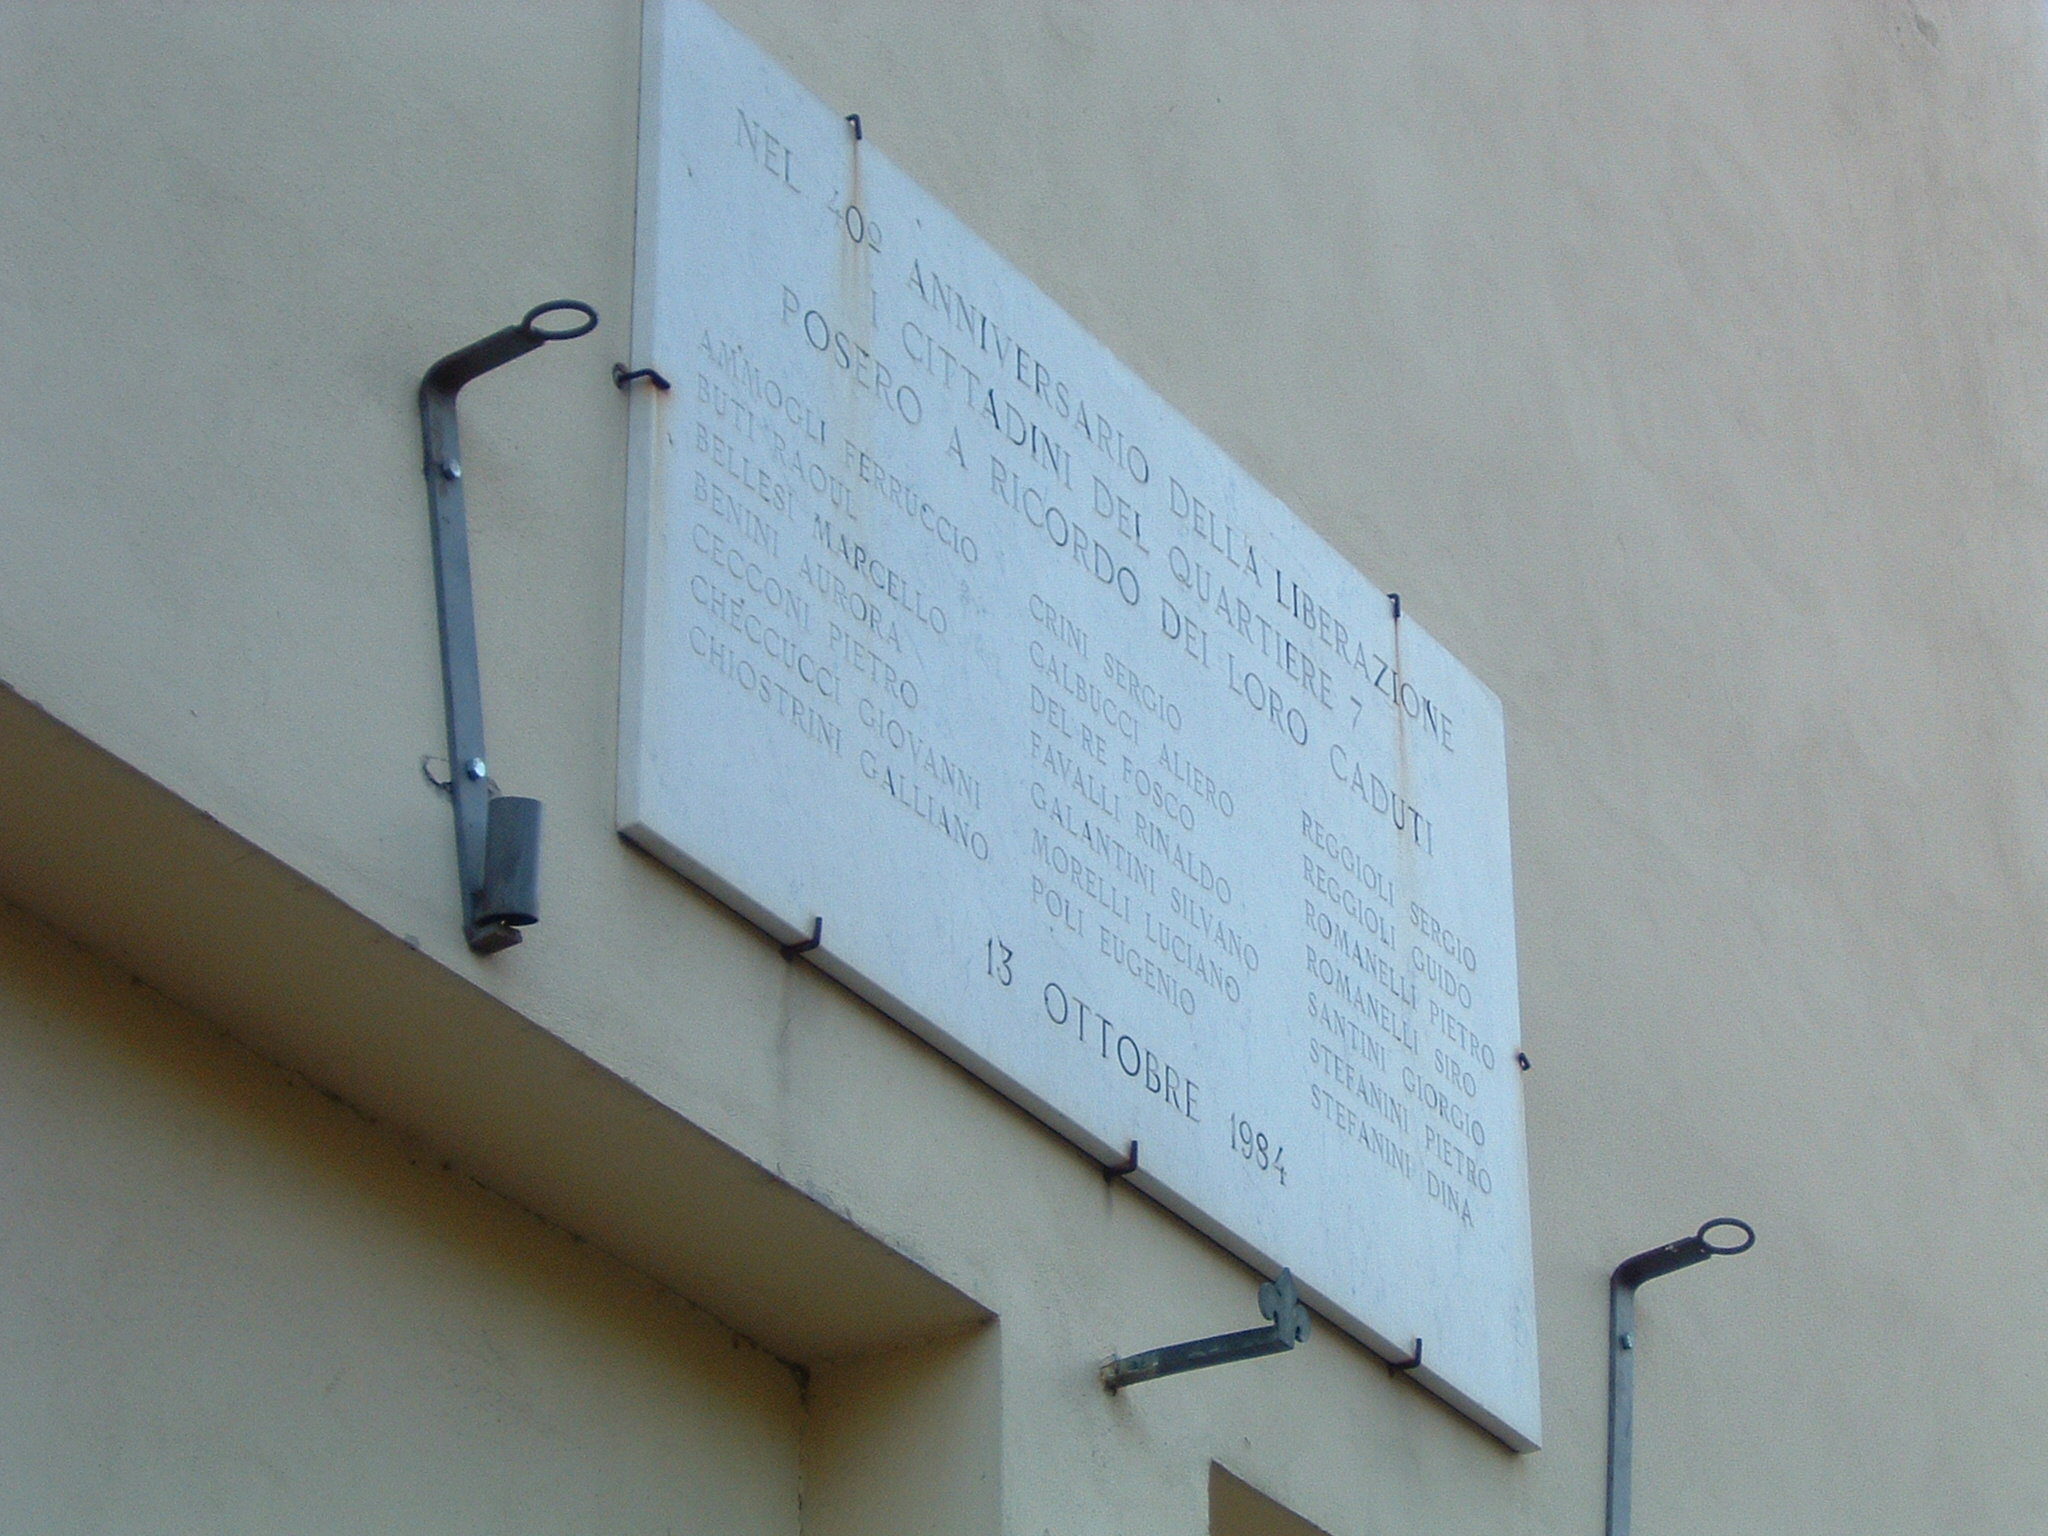 NEL 40º ANNIVERSARIO DELLA LIBERAZIONE
I CITTADINI DEL QUARTIERE 7
POSERO A RICORDO DEI LORO CADUTI
AMMOGLI FERRUCCIO
BUTI RAOUL
BELLESI MARCELLO
BENINI AURORA
CECCONI PIETRO
CHECCUCCI GIOVANNI
CHIOSTRINI GALLIANO
CRINI SERGIO
GALBUCCI ALIERO
DEL RE FOSCO
FAVALLI RINALDO
GALANTINI SILVANO
MORELLI LUCIANO
POLI EUGENIO
REGGIOLI SERGIO
REGGIOLI GUIDO
ROMANELLI PIETRO
ROMANELLI SIRO
SANTINI GIORGIO
STEFANINI PIETRO
STEFANINI DINA
13 OTTOBRE 1984